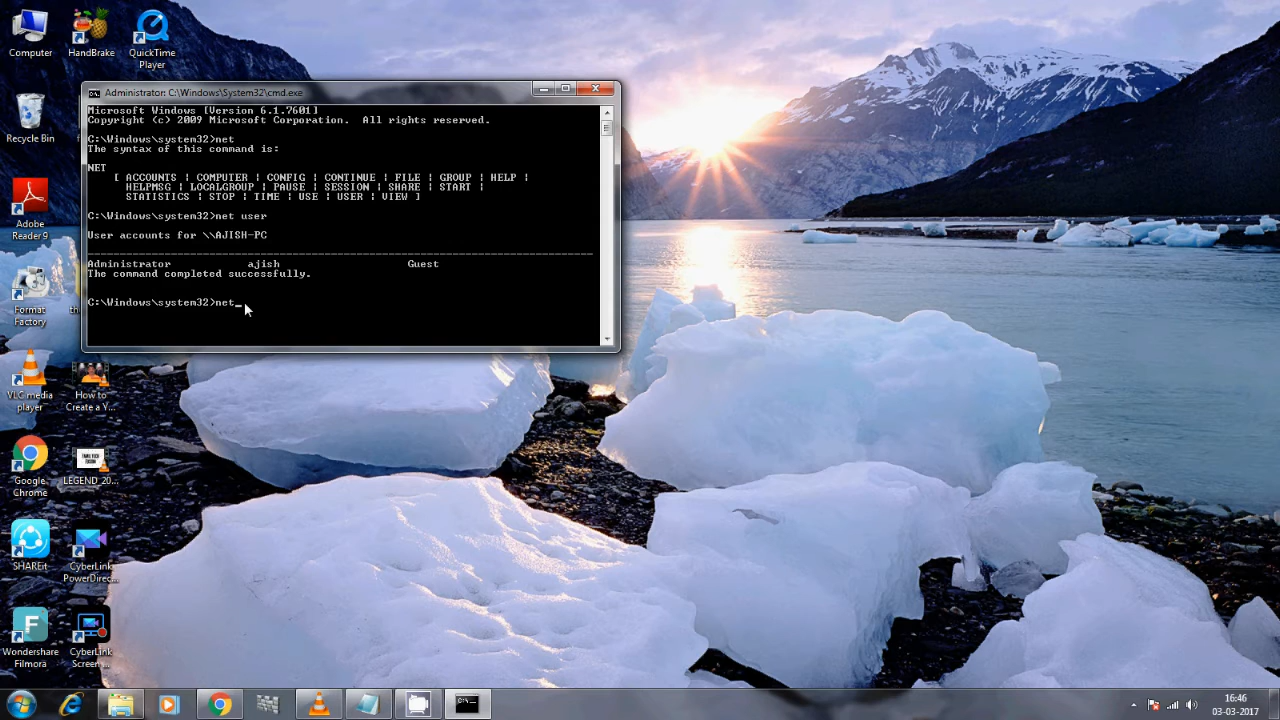 Computer
HandBrake
QuickTime
Player
Recycle Bin
Adobe
Reader 9
Format
Factory
VLC media
player
How to
Create a Y...
Google
Chrome
LEGEND_20...
SHAREit
CyberLink
PowerDirec...
Wondershare
Filmora
CyberLink
Screen ...
Administrator: C:\Windows\System32\cmd.exe
Microsoft Windows [Version 6.1.7601]
Copyright (c) 2009 Microsoft Corporation.  All rights reserved.
C:\Windows\system32>net
The syntax of this command is:
NET
[ ACCOUNTS | COMPUTER | CONFIG | CONTINUE | FILE | GROUP | HELP |
HELPMSG | LOCALGROUP | PAUSE | SESSION | SHARE | START |
STATISTICS | STOP | TIME | USE | USER | VIEW ]
C:\Windows\system32>net user
User accounts for \\AJISH-PC
Administrator ajish Guest
The command completed successfully.
C:\Windows\system32>net_
16:46
03-03-2017